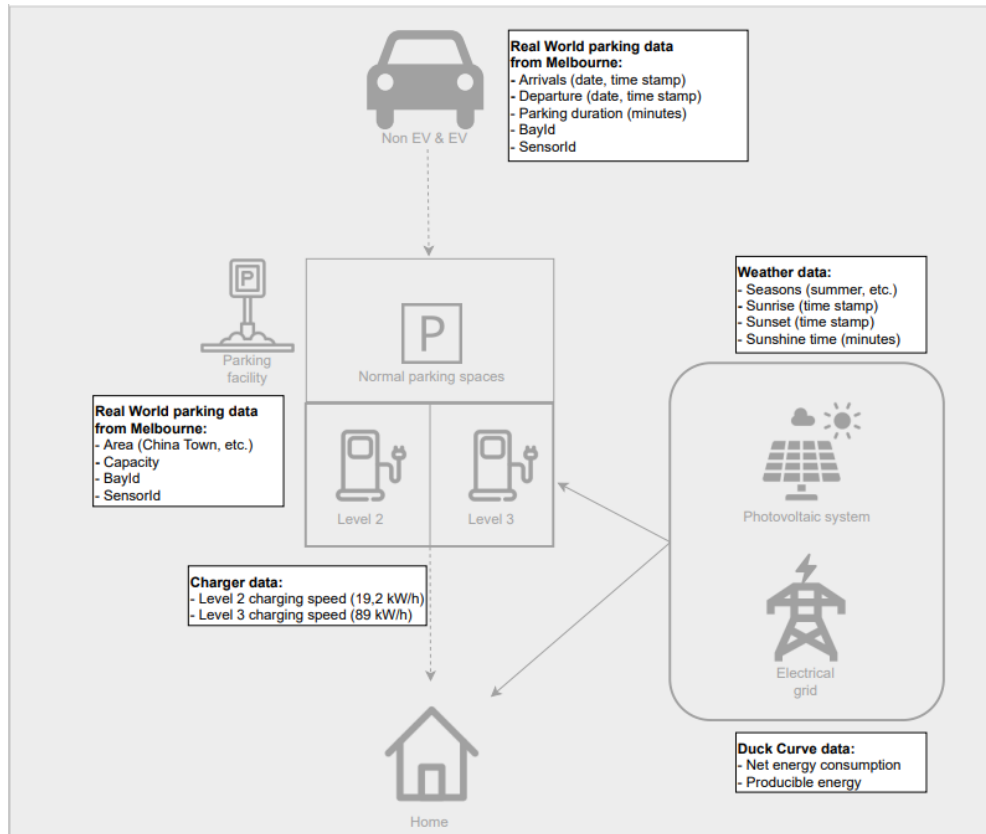 Real World parking data
from Melbourne:
- Arrivals (date, time stamp)
- Departure (date, time stamp)
- Parking duration (minutes)
- BayId
- SensorId
Non EV & EV
P
Parking
facility
P
Normal parking spaces
Weather data:
- Seasons (summer, etc.)
- Sunrise (time stamp)
- Sunset (time stamp)
- Sunshine time (minutes)
Real World parking data
from Melbourne:
- Area (China Town, etc.)
- Capacity
- BayId
- SensorId
Level 2
Level 3
Photovoltaic system
Charger data:
- Level 2 charging speed (19,2 kW/h)
- Level 3 charging speed (89 kW/h)
Electrical
grid
Duck Curve data:
- Net energy consumption
- Producible energy
Home